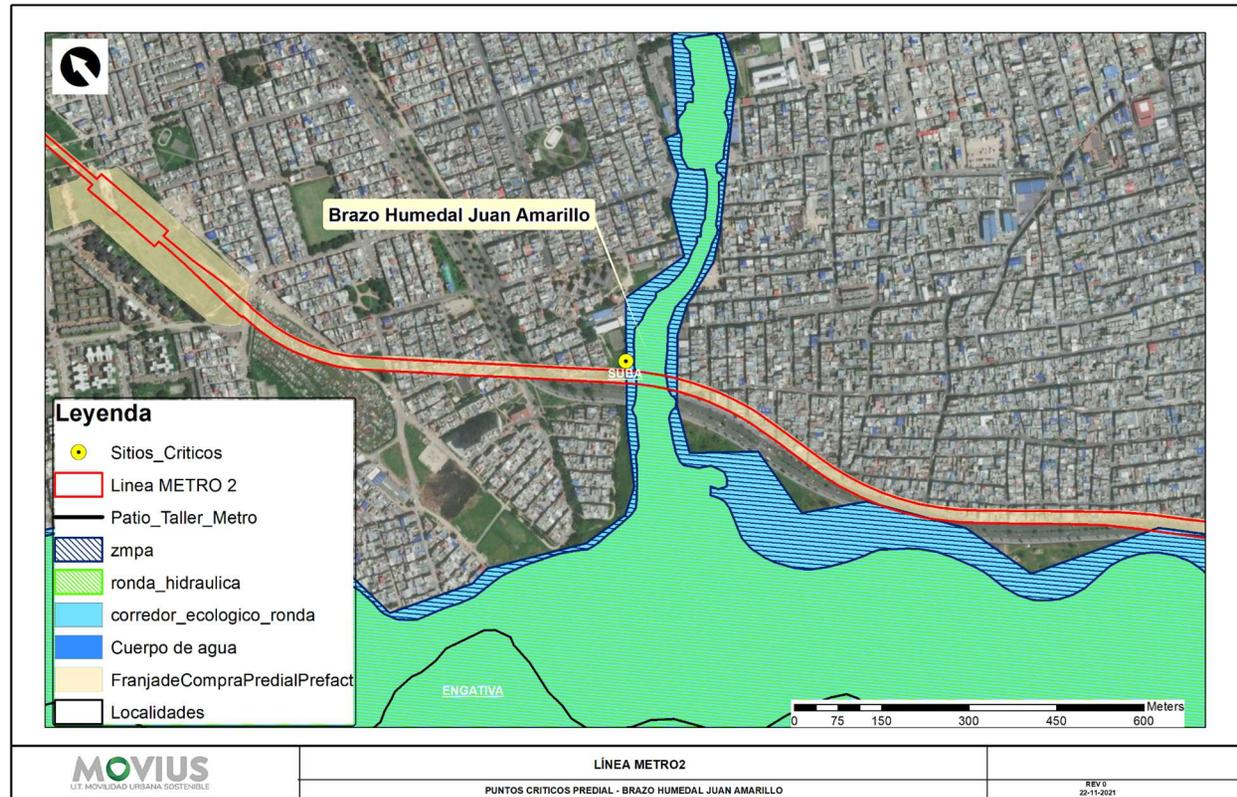 Brazo Humedal Juan Amarillo
SUBA
Leyenda
Sitios_Criticos
Linea METRO 2
Patio_Taller_Metro
zmpa
ronda_hidraulica
corredor_ecologico_ronda
Cuerpo de agua
FranjadeCompraPredialPrefact
Localidades
ENGATIVA
Meters
0 75 150 300 450 600
MOVIUS
U.T. MOVILIDAD URBANA SOSTENIBLE
LÍNEA METRO2
PUNTOS CRITICOS PREDIAL - BRAZO HUMEDAL JUAN AMARILLO
REV 0
22-11-2021